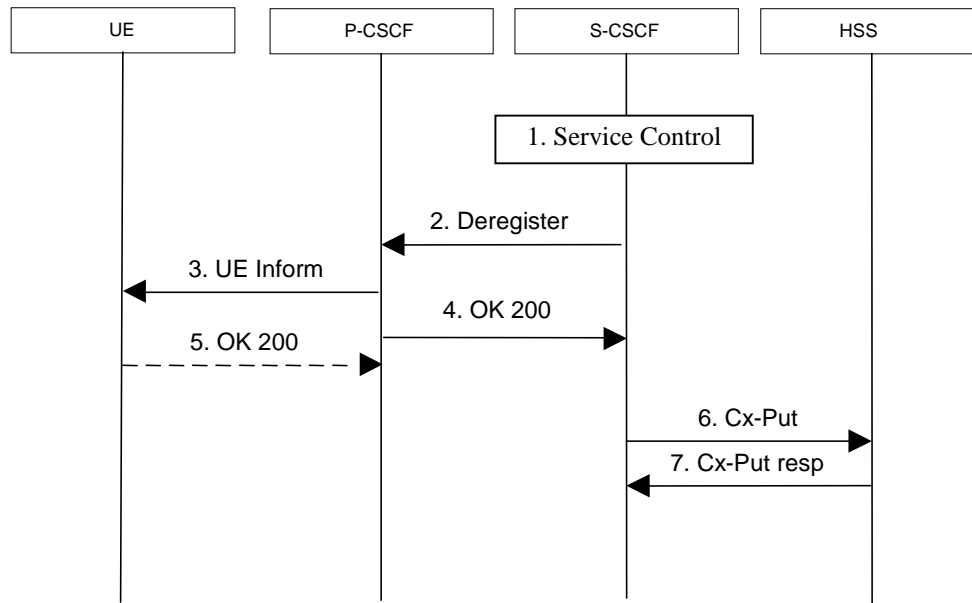 UE
P-CSCF
S-CSCF
HSS
1. Service Control
2. Deregister
3. UE Inform
4. OK 200
5. OK 200
6. Cx-Put
7. Cx-Put resp